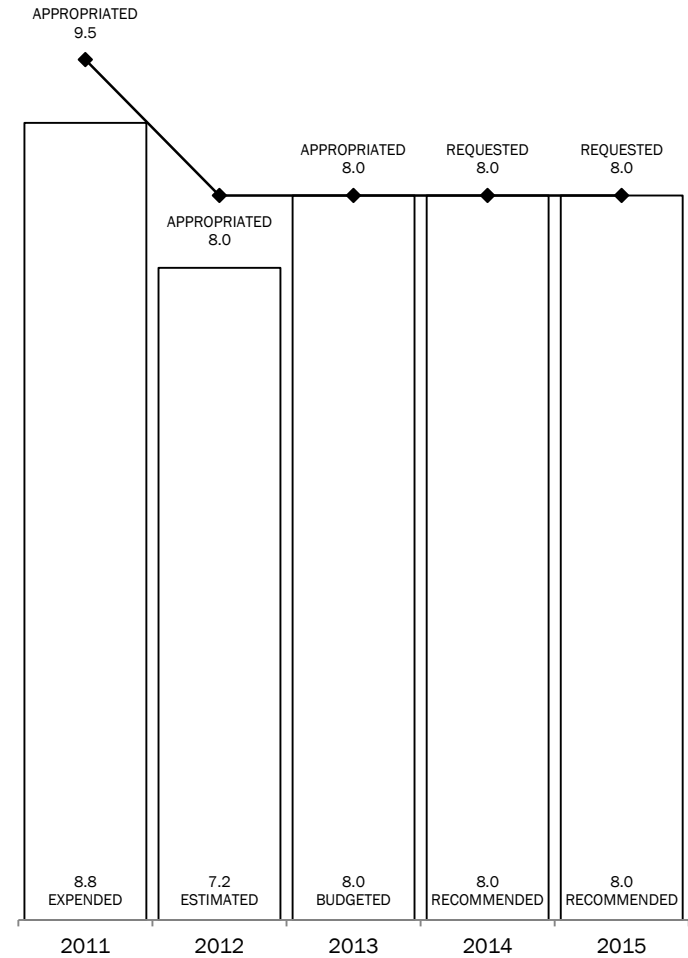 APPROPRIATED
9.5
APPROPRIATED
8.0
REQUESTED
8.0
REQUESTED
8.0
APPROPRIATED
8.0
8.8
EXPENDED
7.2
ESTIMATED
8.0
BUDGETED
8.0
RECOMMENDED
8.0
RECOMMENDED
2011
2012
2013
2014
2015